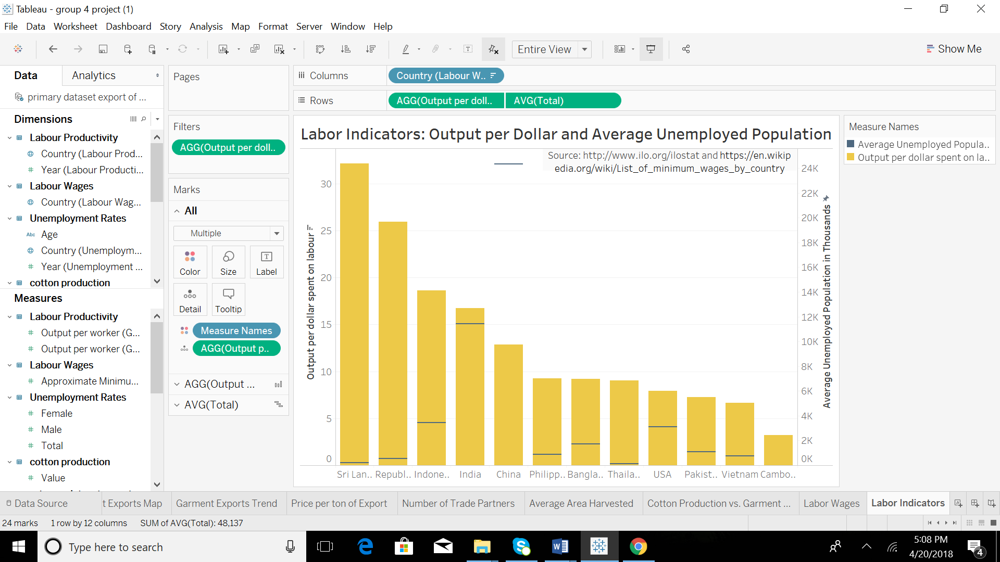 Tableau - group 4 project (1)
File Data Worksheet Dashboard Story Analysis Map Format Server Window Help
Entire View
Show Me
Data
Analytics
primary dataset export of ...
Dimensions
Labour Productivity
Country (Labour Prod...
Year (Labour Producti...
Labour Wages
Country (Labour Wag...
Unemployment Rates
Abc Age
Country (Unemploym...
Year (Unemployment ...
cotton production
Measures
Labour Productivity
Output per worker (G...
Output per worker (G...
Labour Wages
Approximate Minimu...
Unemployment Rates
Female
Male
Total
cotton production
Value
Pages
Filters
AGG(Output per doll..
Marks
All
Multiple
Color
Size
Label
Detail
Tooltip
Measure Names
AGG(Output p..
AGG(Output ...
AVG(Total)
Columns
Country (Labour W..
Rows
AGG(Output per doll..
AVG(Total)
Labor Indicators: Output per Dollar and Average Unemployed Population
Source: http://www.ilo.org/ilostat and https://en.wikip
edia.org/wiki/List_of_minimum_wages_by_country
Output per dollar spent on labour
30
25
20
15
10
5
0
24K
22K
20K
18K
16K
14K
12K
10K
8K
6K
4K
2K
0K
Average Unemployed Population in Thousands
Sri Lan.. Republ.. Indone.. India China Philipp.. Bangla.. Thaila.. USA Pakist.. Vietnam Cambo..
Measure Names
Average Unemployed Popula..
Output per dollar spent on la..
Data Source
t Exports Map
Garment Exports Trend
Price per ton of Export
Number of Trade Partners
Average Area Harvested
Cotton Production vs. Garment ...
Labor Wages
Labor Indicators
24 marks 1 row by 12 columns SUM of AVG(Total): 48,137
Type here to search
5:08 PM
4/20/2018
4